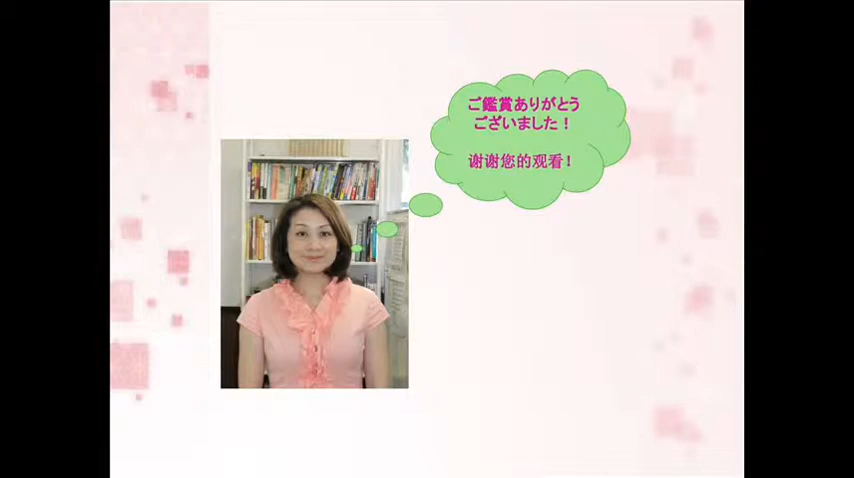 ご鑑賞ありがとう
ございました！
谢谢您的观看！